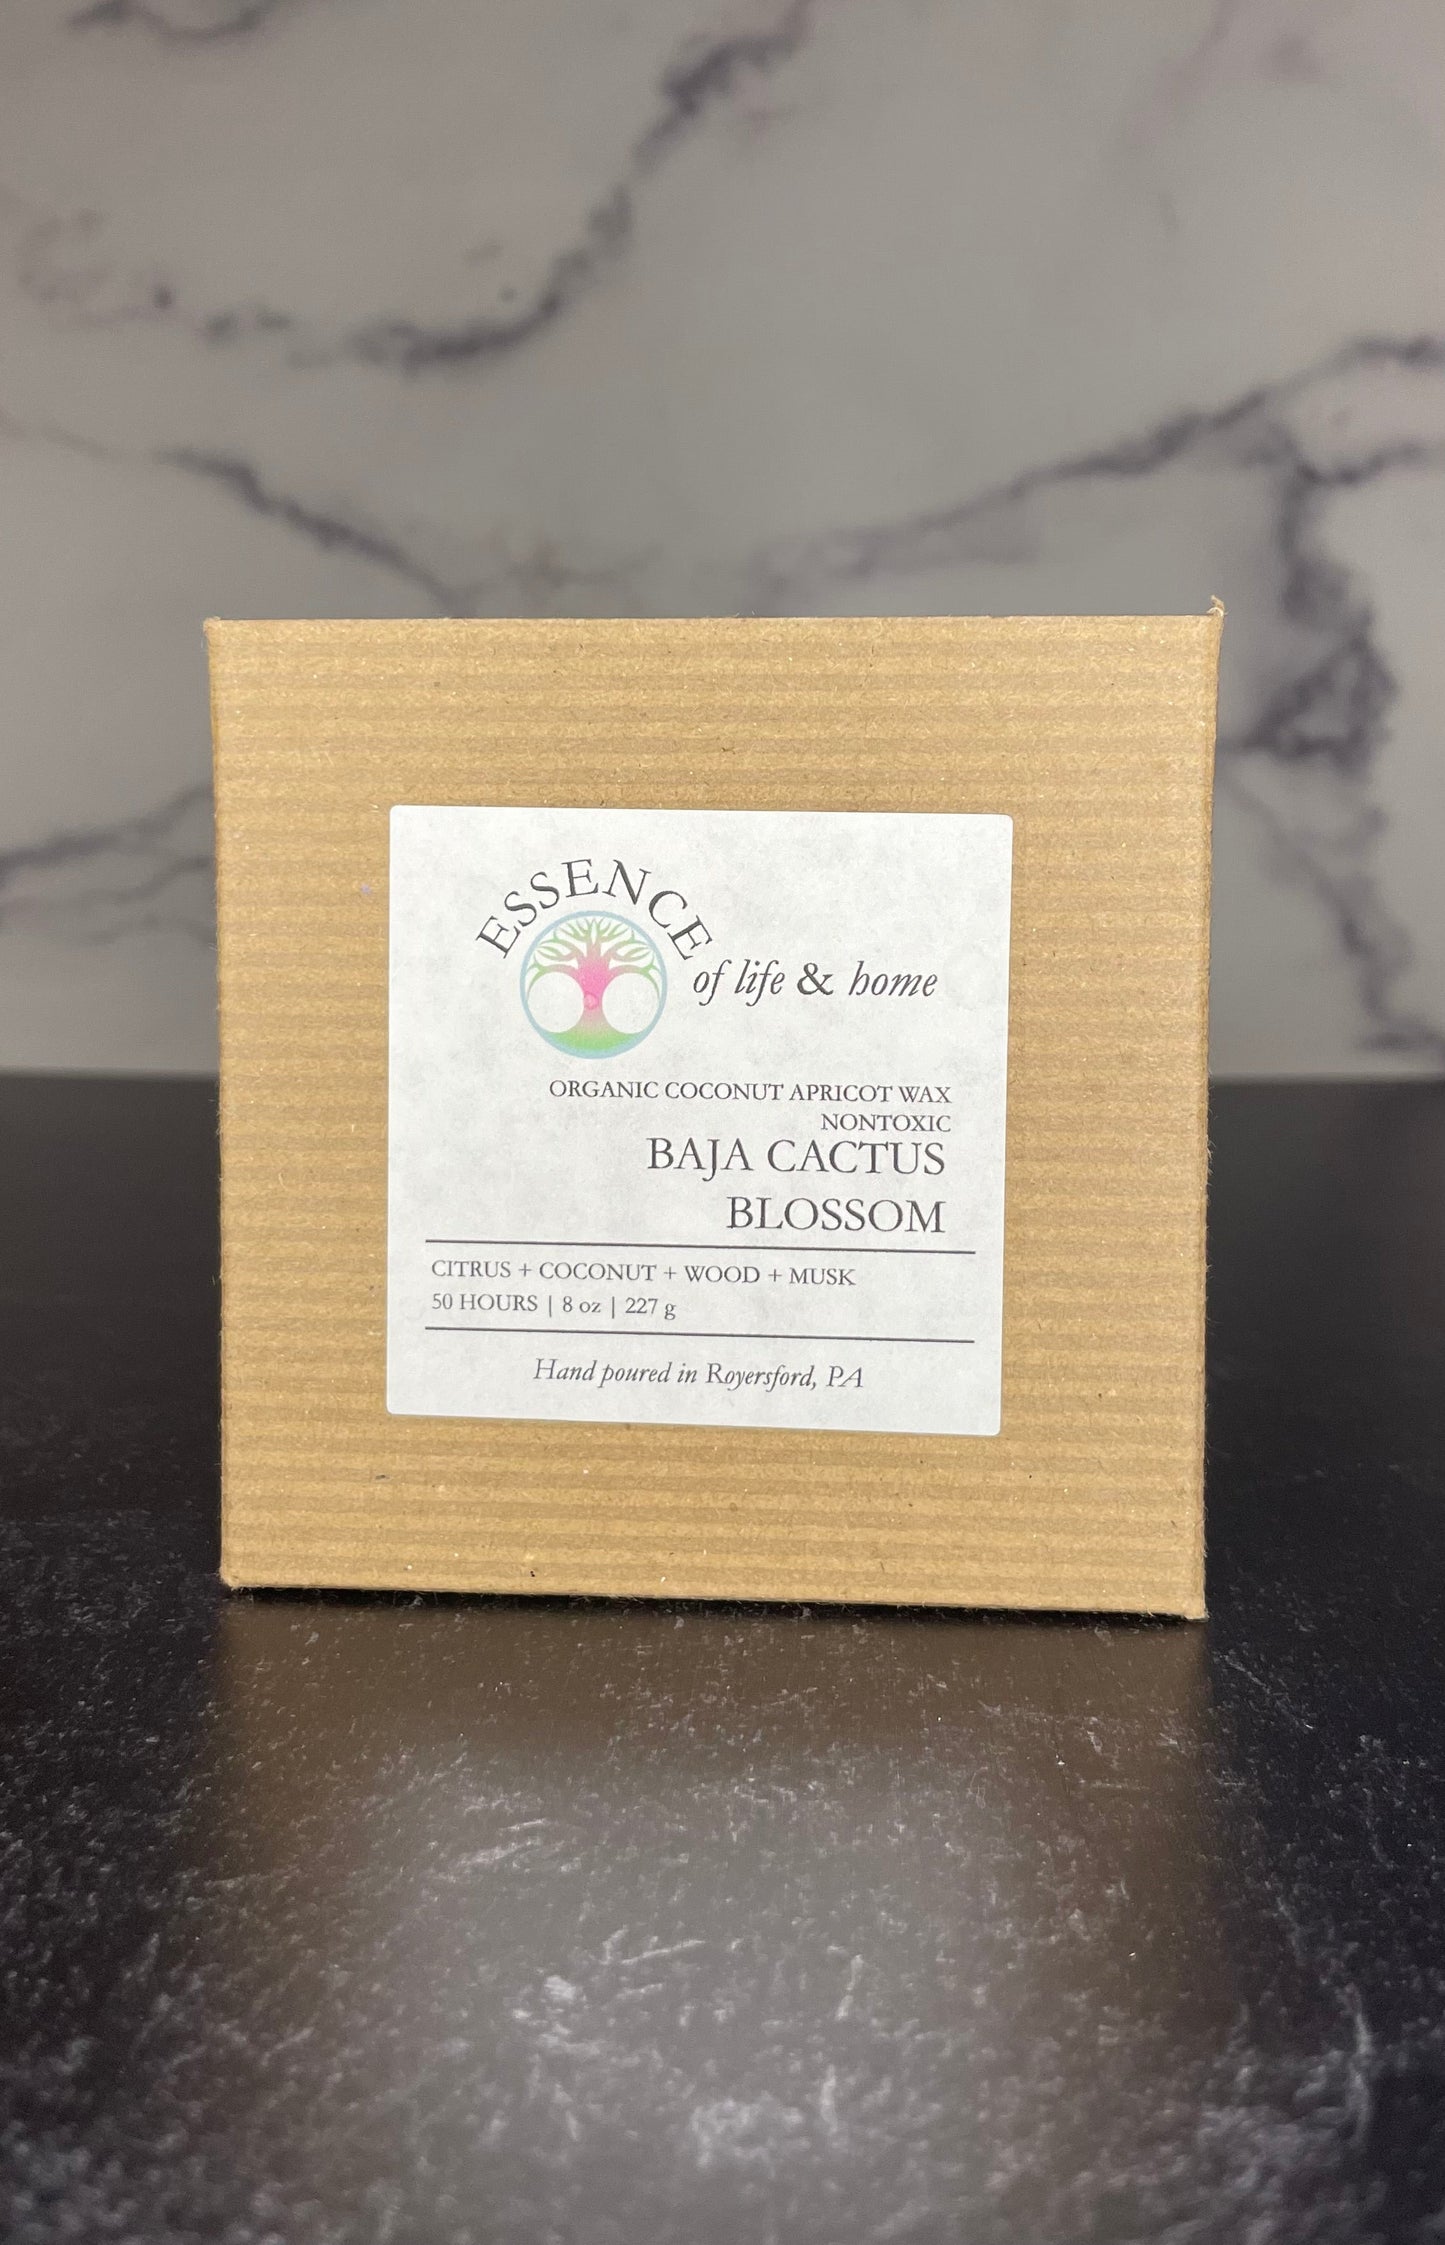 ESSENCE
of life & home
ORGANIC COCONUT APRICOT WAX
NONTOXIC
BAJA CACTUS
BLOSSOM
CITRUS + COCONUT + WOOD + MUSK
50 HOURS | 8 oz | 227 g
Hand poured in Royersford, PA